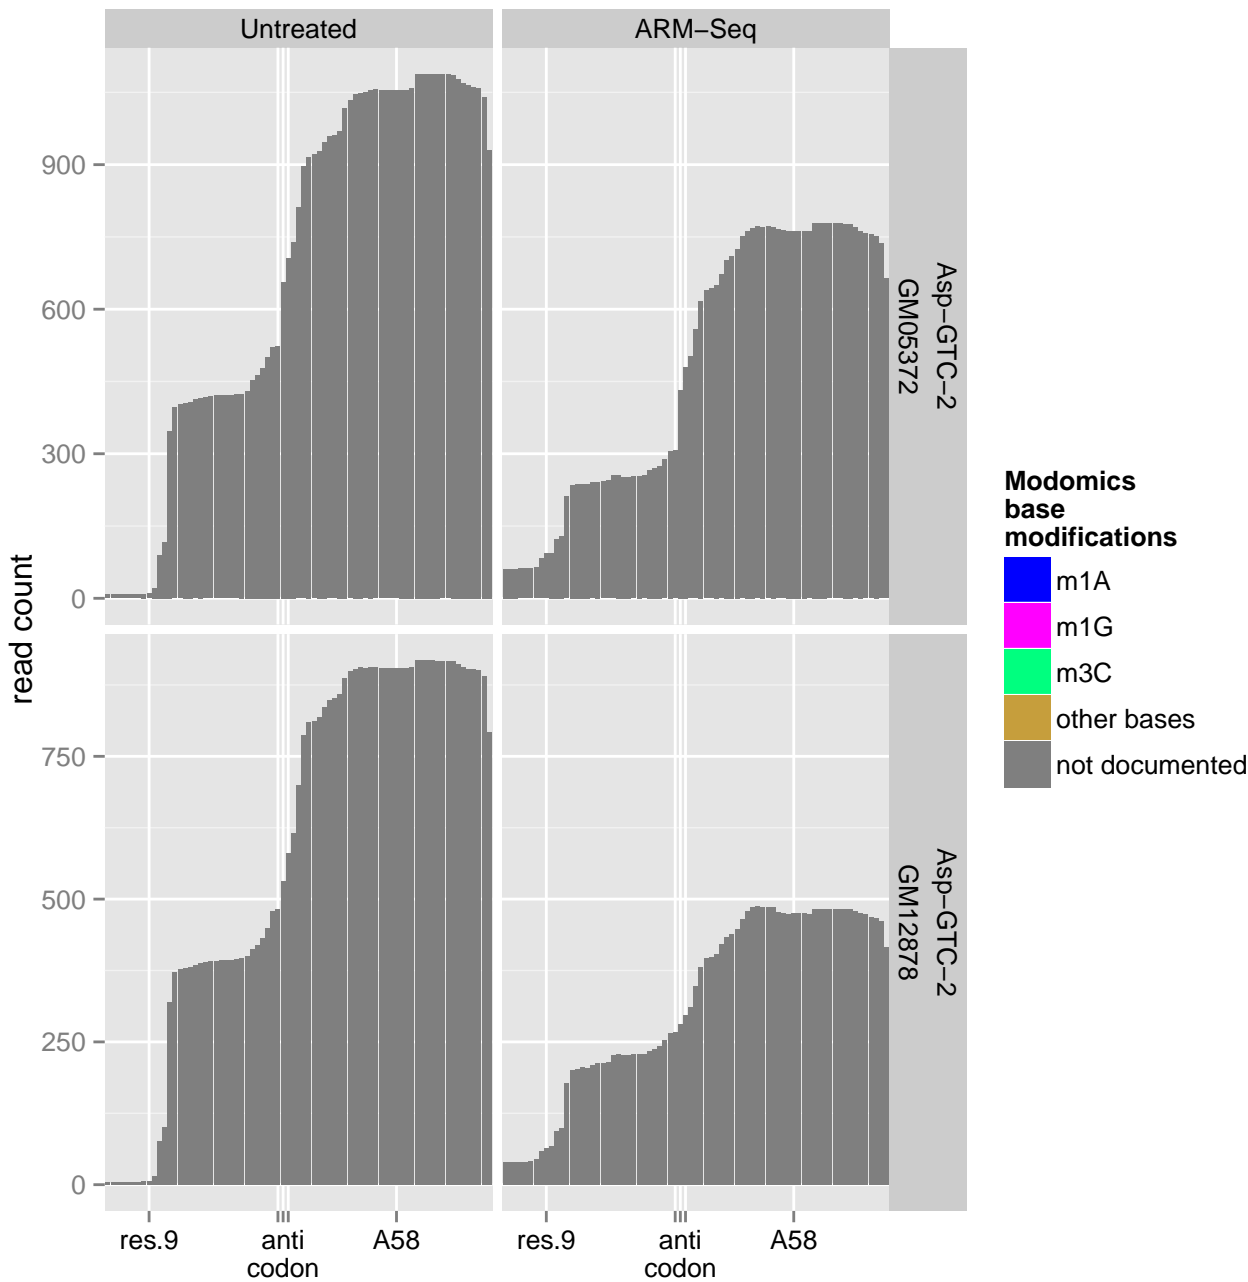 Untreated
ARM−Seq
900
600
300
0
Asp−GTC−2
GM05372
read count
750
500
250
0
Asp−GTC−2
GM12878
res.9
anti
codon
A58
res.9
anti
codon
A58
Modomics
base
modifications
m1A
m1G
m3C
other bases
not documented